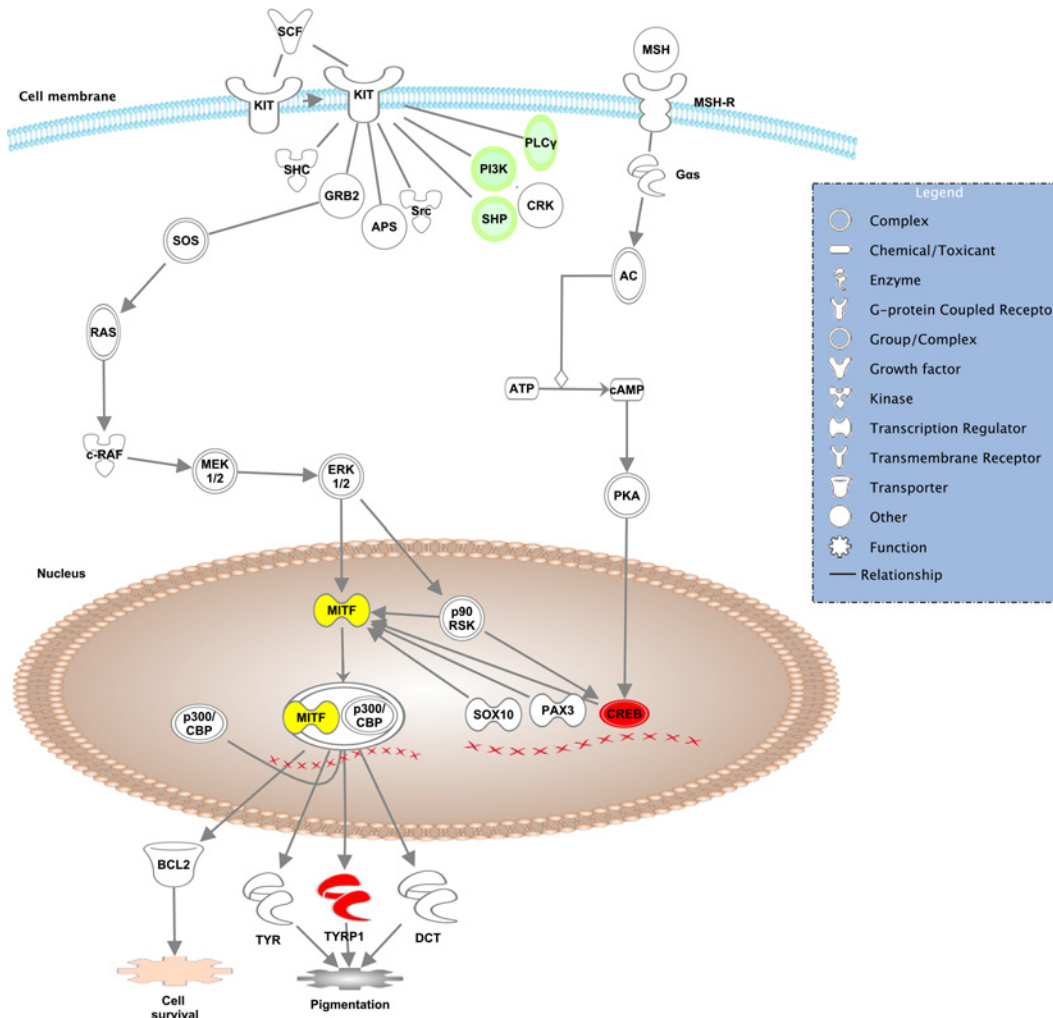 SCF
MSH
Cell membrane
KIT
KIT
MSH-R
PLCγ
SHC
PI3K
Gαs
GRB2
Src
CRK
APS
SHP
SOS
AC
RAS
ATP
cAMP
c-RAF
MEK
1/2
ERK
1/2
PKA
Nucleus
MITF
p90
RSK
p300/
CBP
MITF
p300/
CBP
SOX10
PAX3
CREB
BCL2
TYR
TYRP1
DCT
Cell
survival
Pigmentation
Legend
Complex
Chemical/Toxicant
Enzyme
G-protein Coupled Recepto
Group/Complex
Growth factor
Kinase
Transcription Regulator
Transmembrane Receptor
Transporter
Other
Function
Relationship